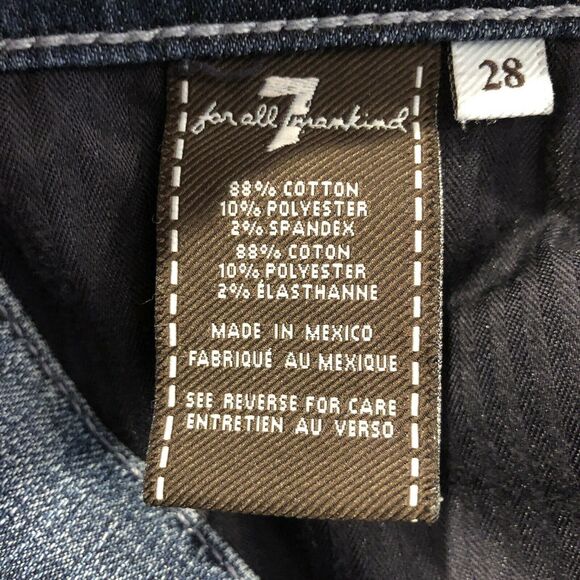 7
for all mankind
28
88% COTTON
10% POLYESTER
2% SPANDEX
88% COTON
10% POLYESTER
2% ÉLASTHANNE
MADE IN MEXICO
FABRIQUÉ AU MEXIQUE
SEE REVERSE FOR CARE
ENTRETIEN AU VERSO